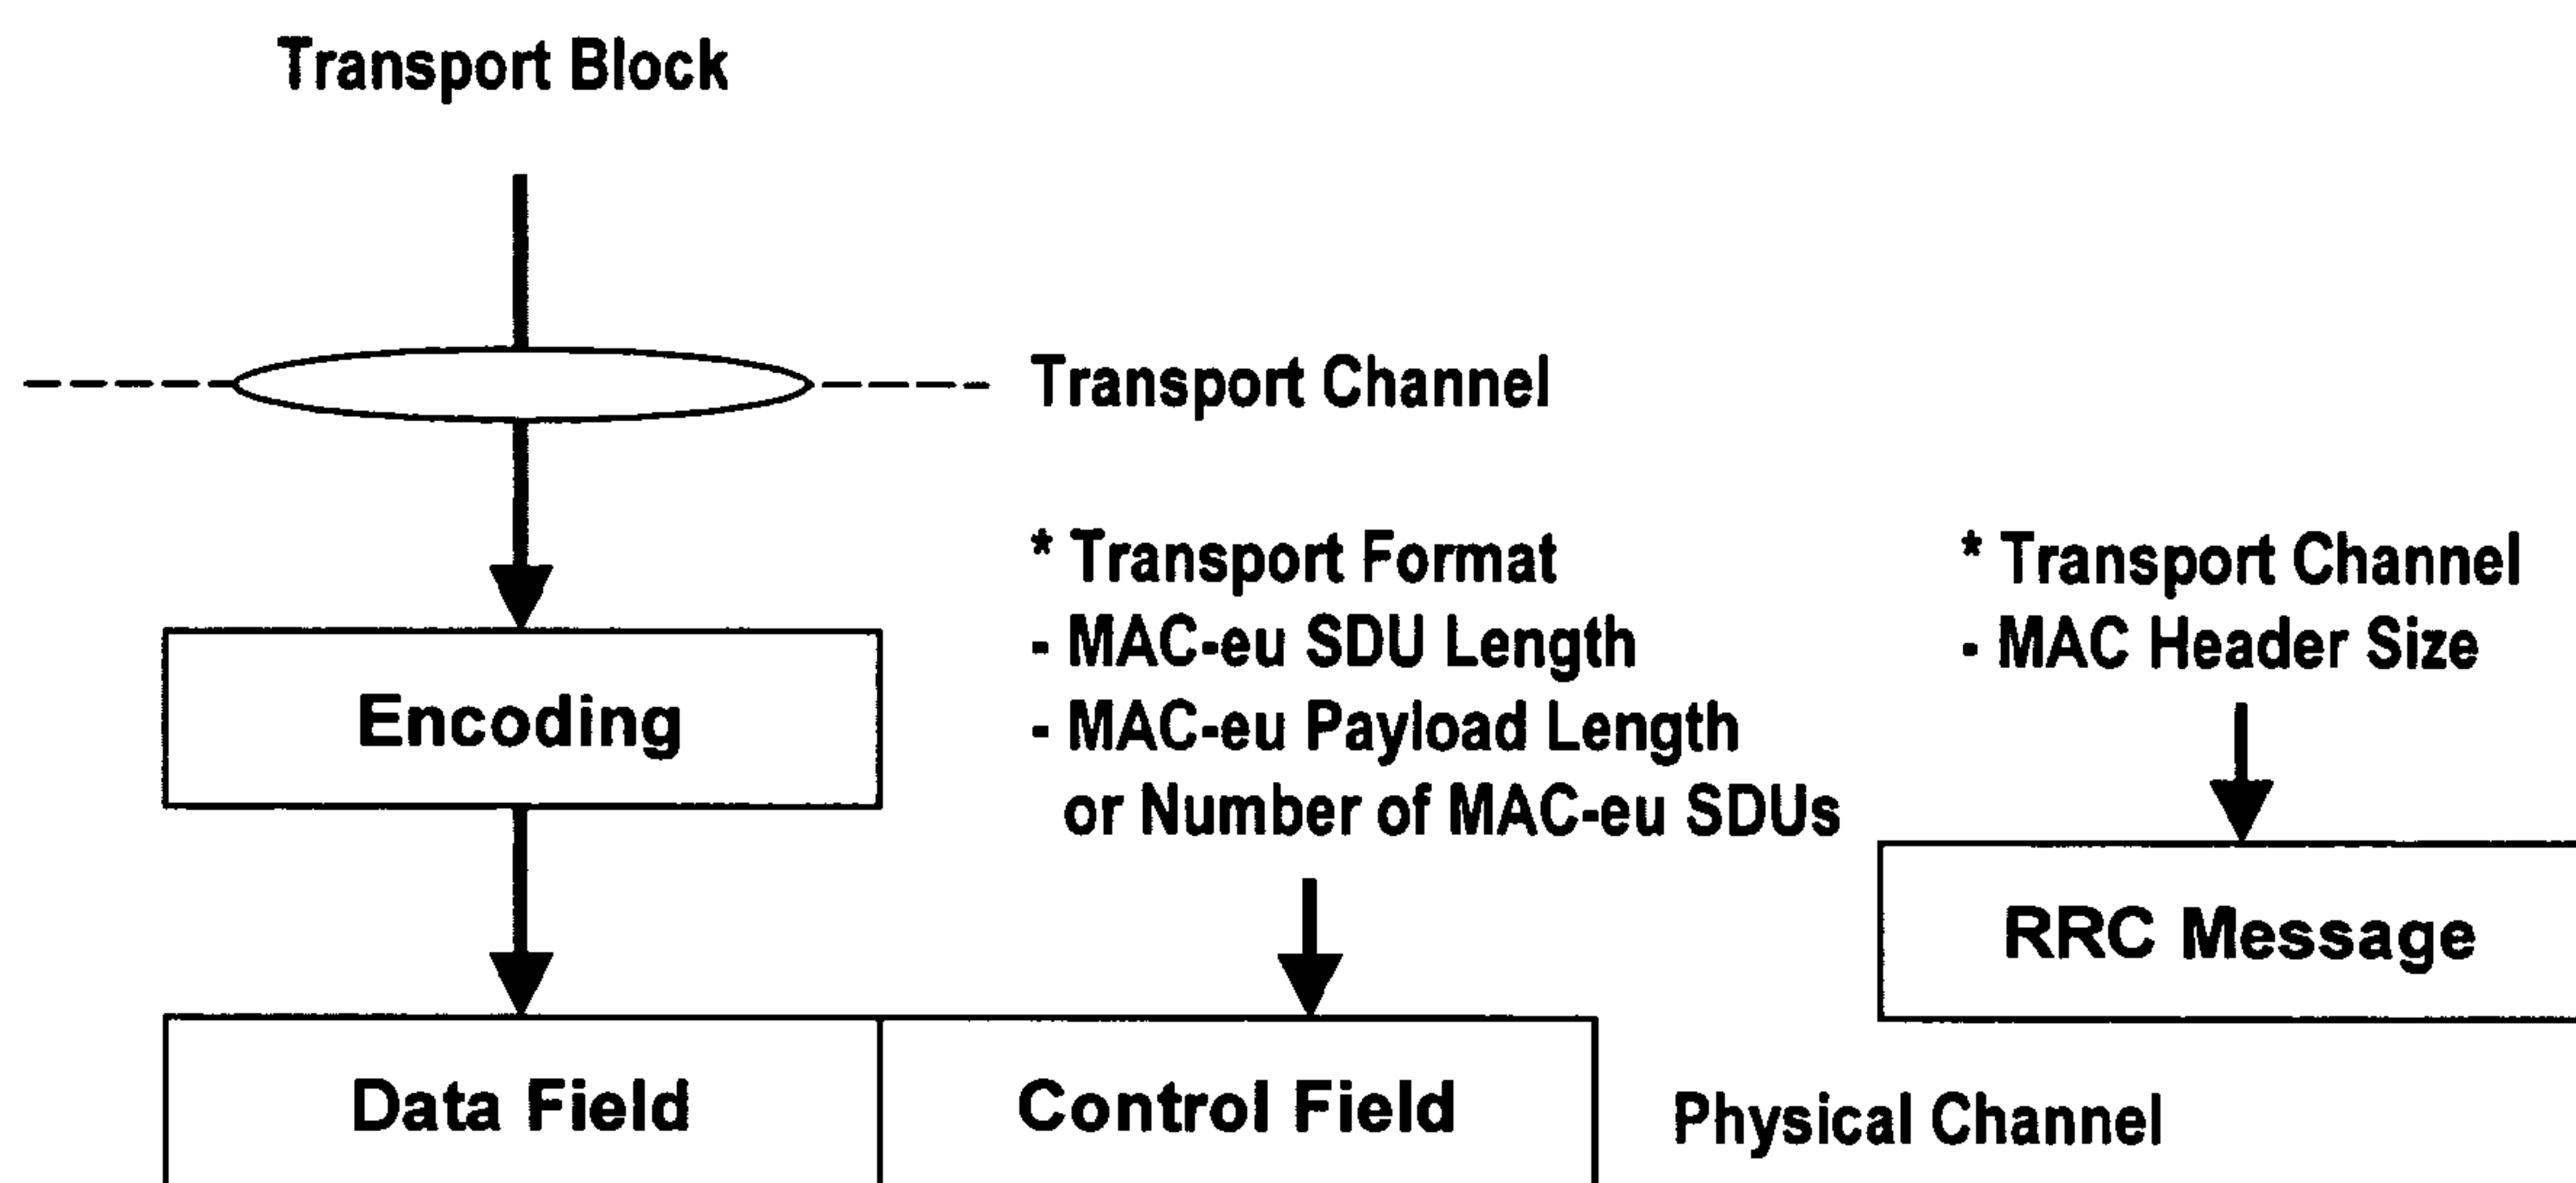 Transport Block
Transport Channel
* Transport Format
- MAC-eu SDU Length
- MAC-eu Payload Length
or Number of MAC-eu SDUs
* Transport Channel
- MAC Header Size
Encoding
RRC Message
Data Field
Control Field
Physical Channel